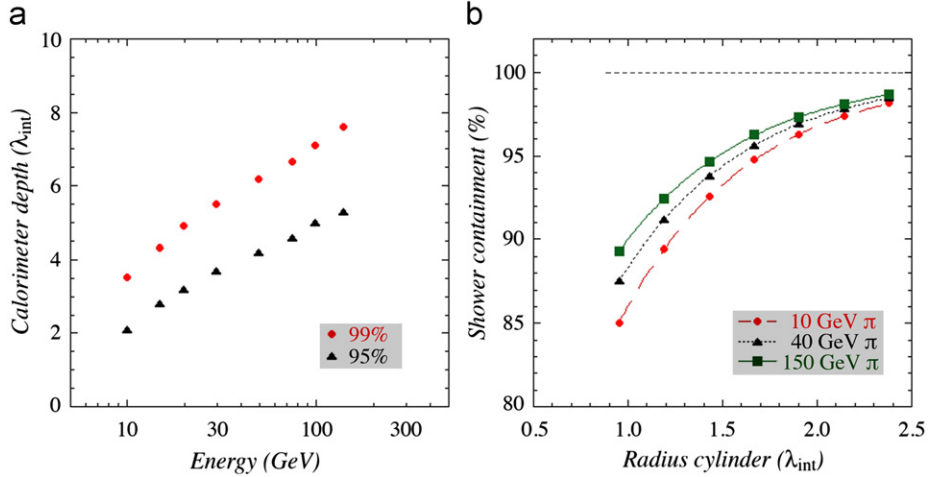 a
10
8
6
4
2
0
Calorimeter depth (λint)
99%
95%
10 30 100 300
Energy (GeV)
b
100
95
90
85
80
Shower containment (%)
10 GeV π
40 GeV π
150 GeV π
0.5 1.0 1.5 2.0 2.5
Radius cylinder (λint)